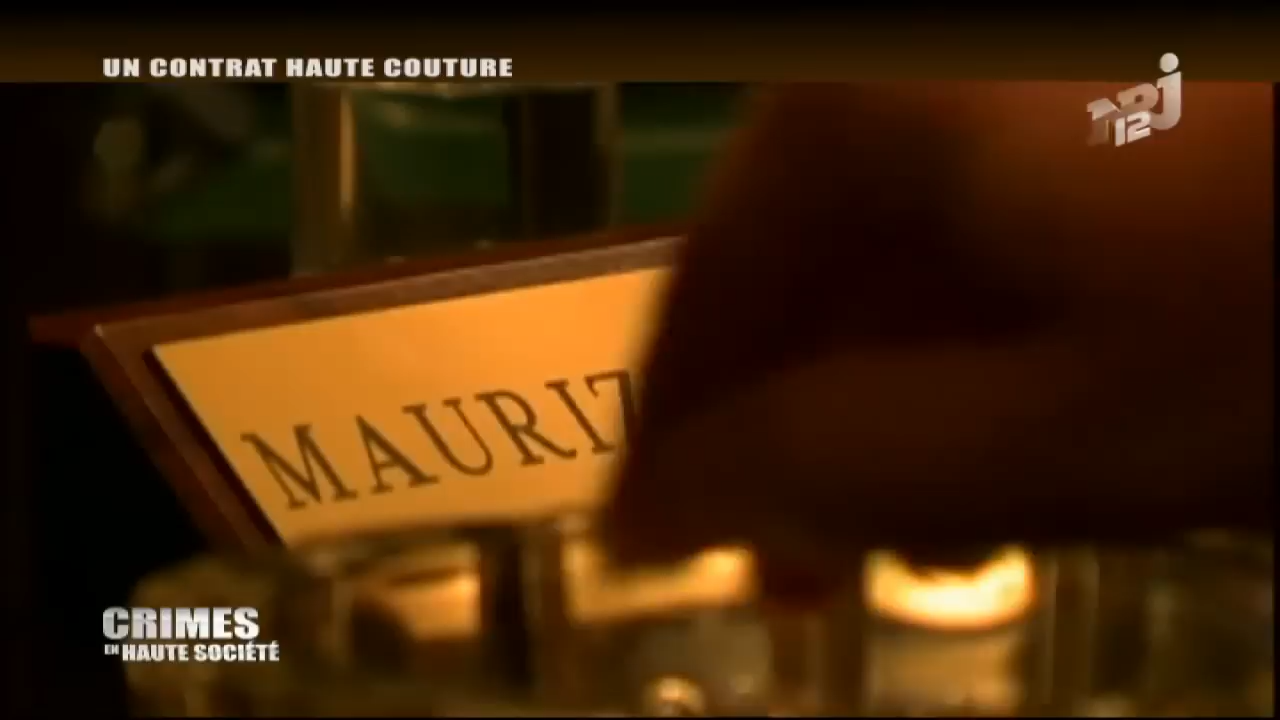 UN CONTRAT HAUTE COUTURE
NRJ
12
MAURIZ
CRIMES
EN HAUTE SOCIÉTÉ